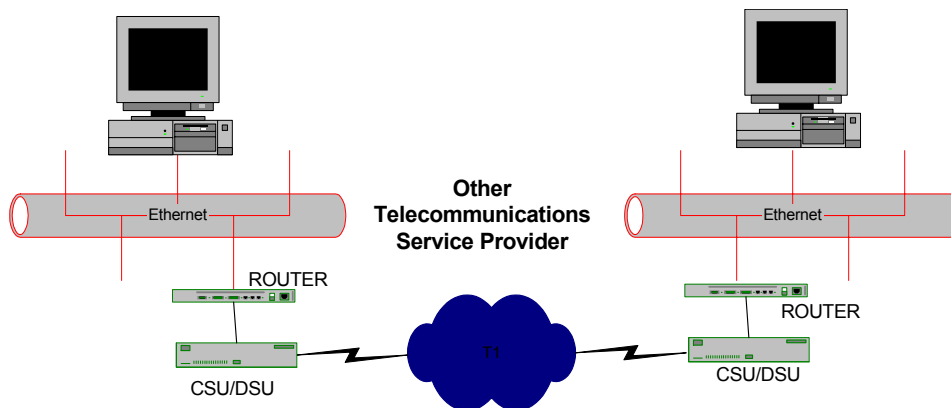 Other
Telecommunications
Service Provider
Ethernet
Ethernet
ROUTER
ROUTER
T1
CSU/DSU
CSU/DSU